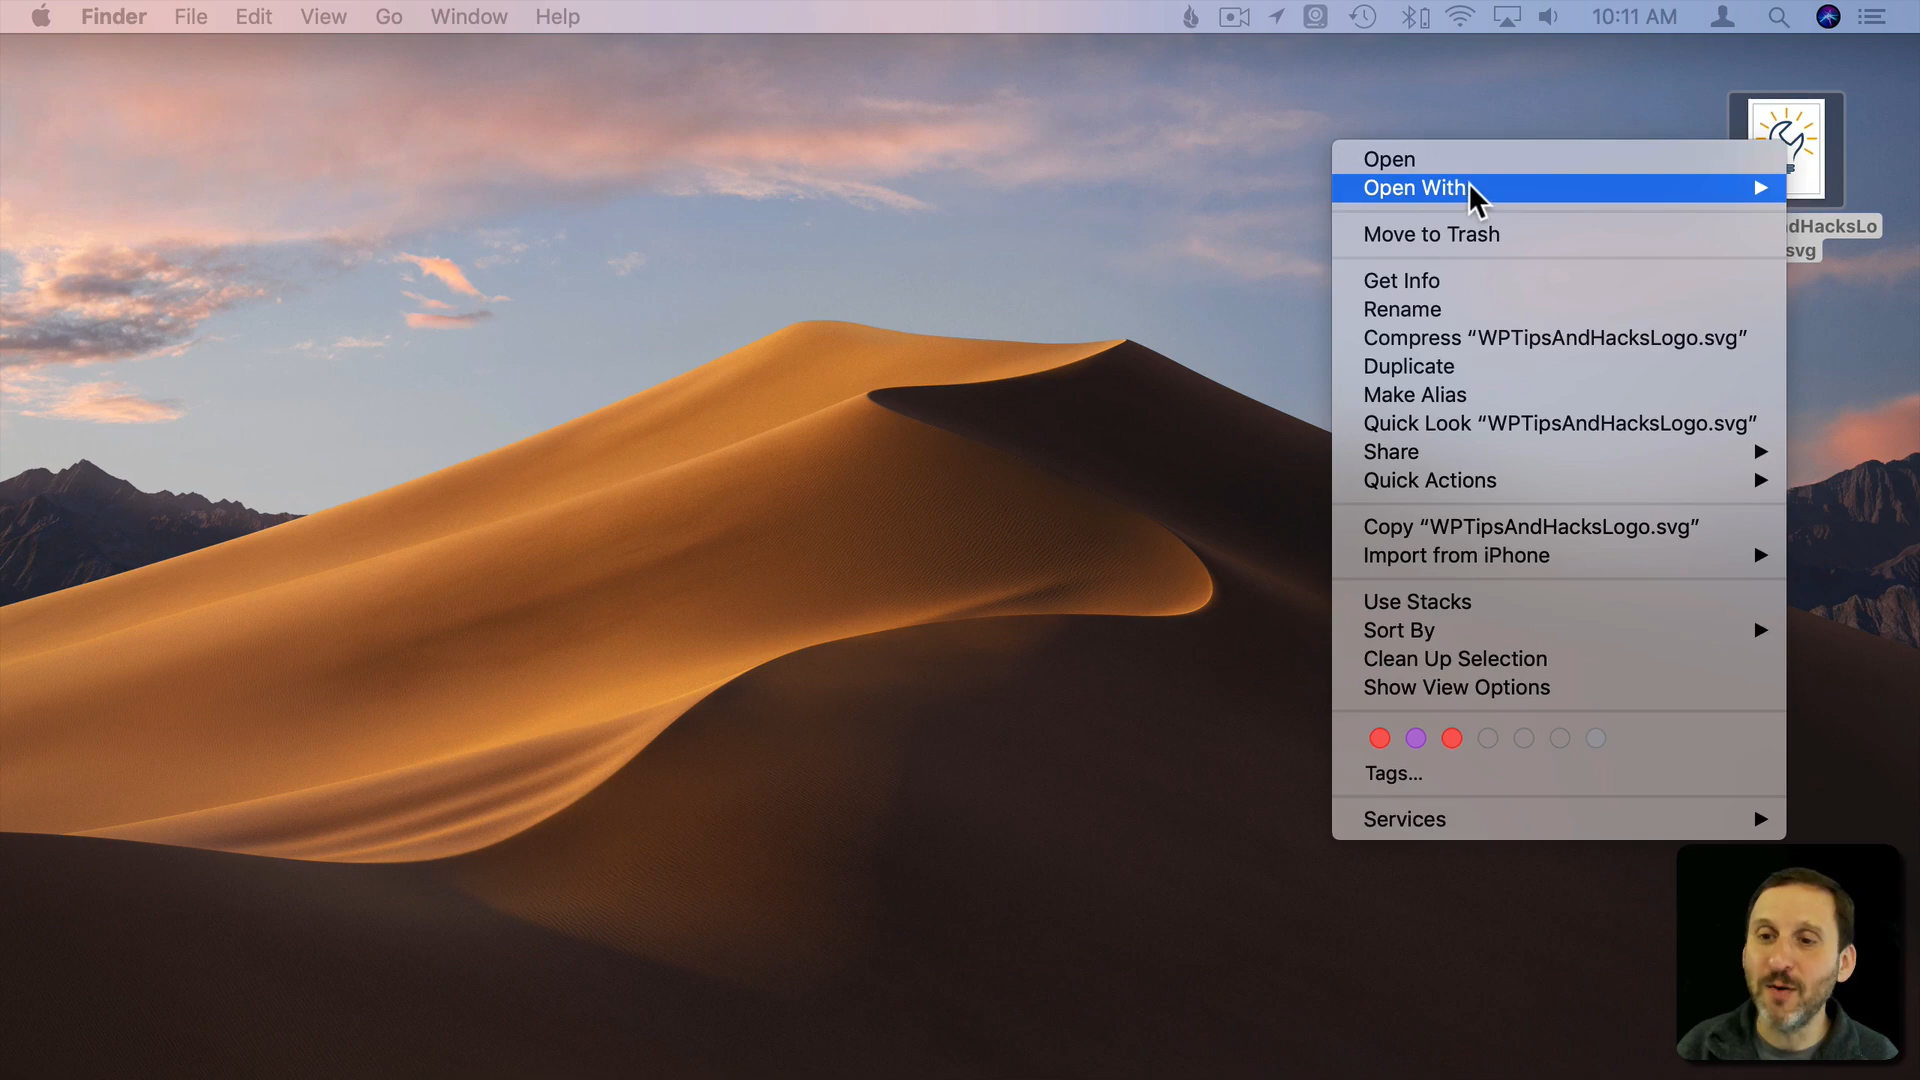 Finder File Edit View Go Window Help 10:11 AM
Open
Open With
Move to Trash
Get Info
Rename
Compress “WPTipsAndHacksLogo.svg”
Duplicate
Make Alias
Quick Look “WPTipsAndHacksLogo.svg”
Share
Quick Actions
Copy “WPTipsAndHacksLogo.svg”
Import from iPhone
Use Stacks
Sort By
Clean Up Selection
Show View Options
Tags...
Services
dHacksLo
svg